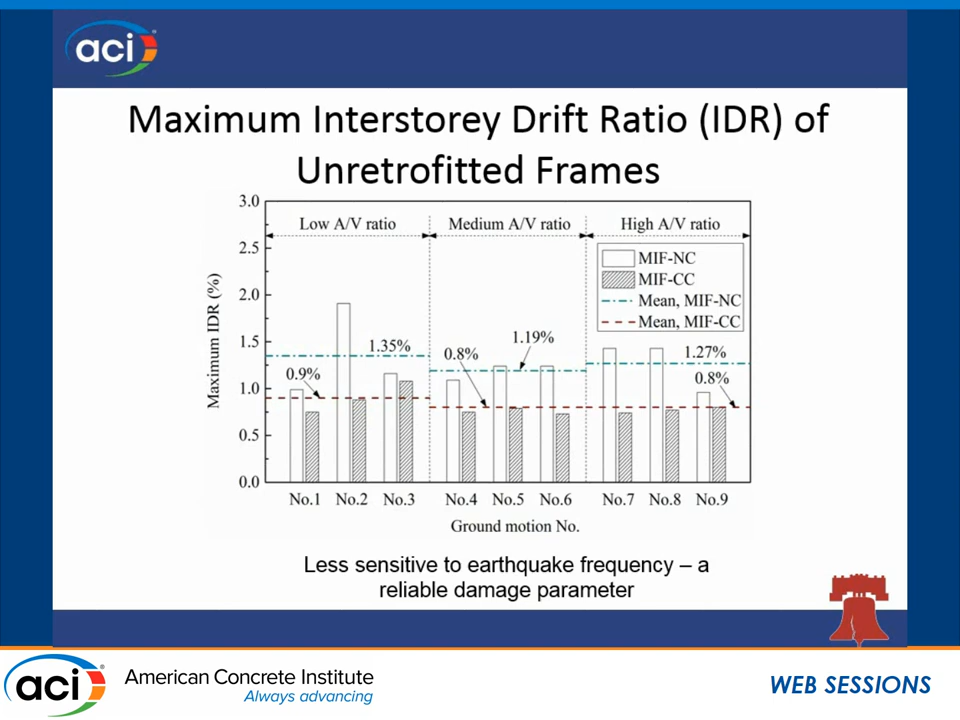 aci
Maximum Interstorey Drift Ratio (IDR) of
Unretrofitted Frames
3.0
2.5
2.0
1.5
1.0
0.5
0.0
Maximum IDR (%)
Low A/V ratio
Medium A/V ratio
High A/V ratio
MIF-NC
MIF-CC
Mean, MIF-NC
Mean, MIF-CC
1.35%
0.9%
0.8%
1.19%
1.27%
0.8%
No.1 No.2 No.3 No.4 No.5 No.6 No.7 No.8 No.9
Ground motion No.
Less sensitive to earthquake frequency – a
reliable damage parameter
aci
American Concrete Institute
Always advancing
WEB SESSIONS